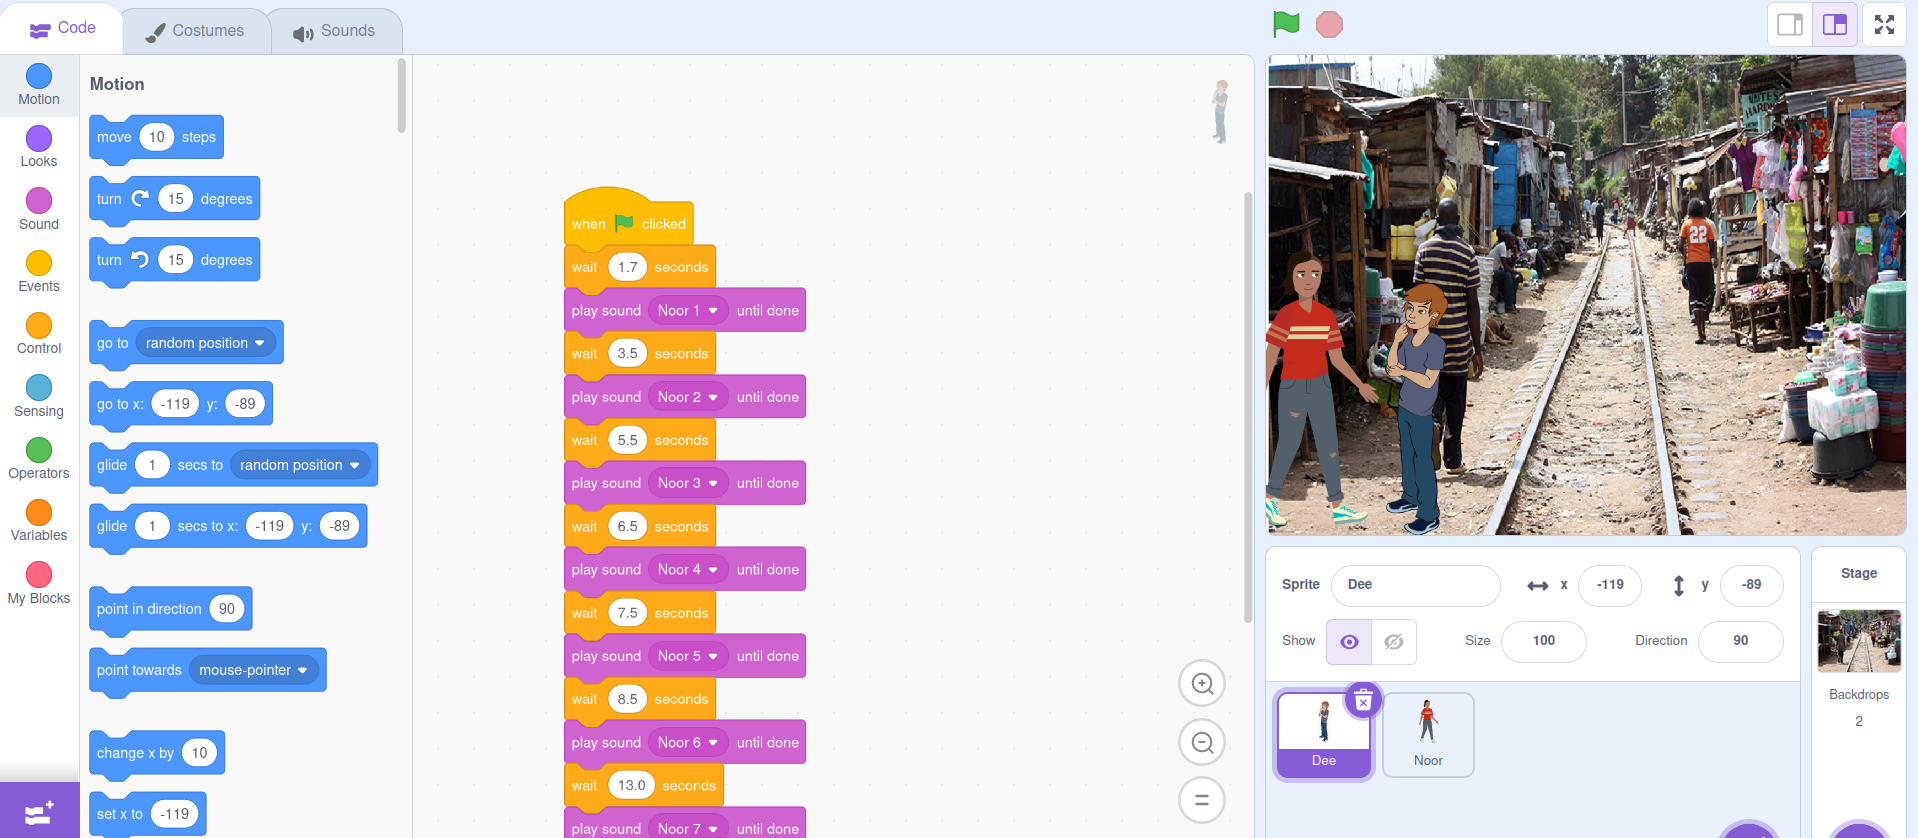 Code
Costumes
Sounds
Motion
Looks
Sound
Events
Control
Sensing
Operators
Variables
My Blocks
Motion
move 10 steps
turn 15 degrees
turn 15 degrees
go to random position
go to x: -119 y: -89
glide 1 secs to random position
glide 1 secs to x: -119 y: -89
point in direction 90
point towards mouse-pointer
change x by 10
set x to -119
when clicked
wait 1.7 seconds
play sound Noor 1 until done
wait 3.5 seconds
play sound Noor 2 until done
wait 5.5 seconds
play sound Noor 3 until done
wait 6.5 seconds
play sound Noor 4 until done
wait 7.5 seconds
play sound Noor 5 until done
wait 8.5 seconds
play sound Noor 6 until done
wait 13.0 seconds
play sound Noor 7 until done
22
Sprite Dee x -119 y -89
Show Size 100 Direction 90
Dee
Noor
Stage
Backdrops
2